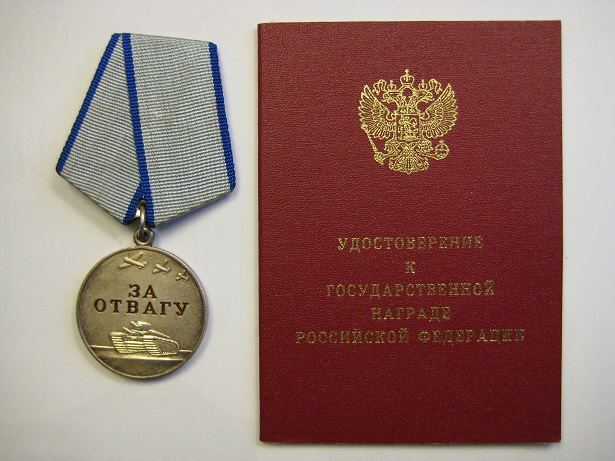 ЗА
ОТВАГУ
УДОСТОВЕРЕНИЕ
К
ГОСУДАРСТВЕННОЙ
НАГРАДЕ
РОССИЙСКОЙ ФЕДЕРАЦИИ